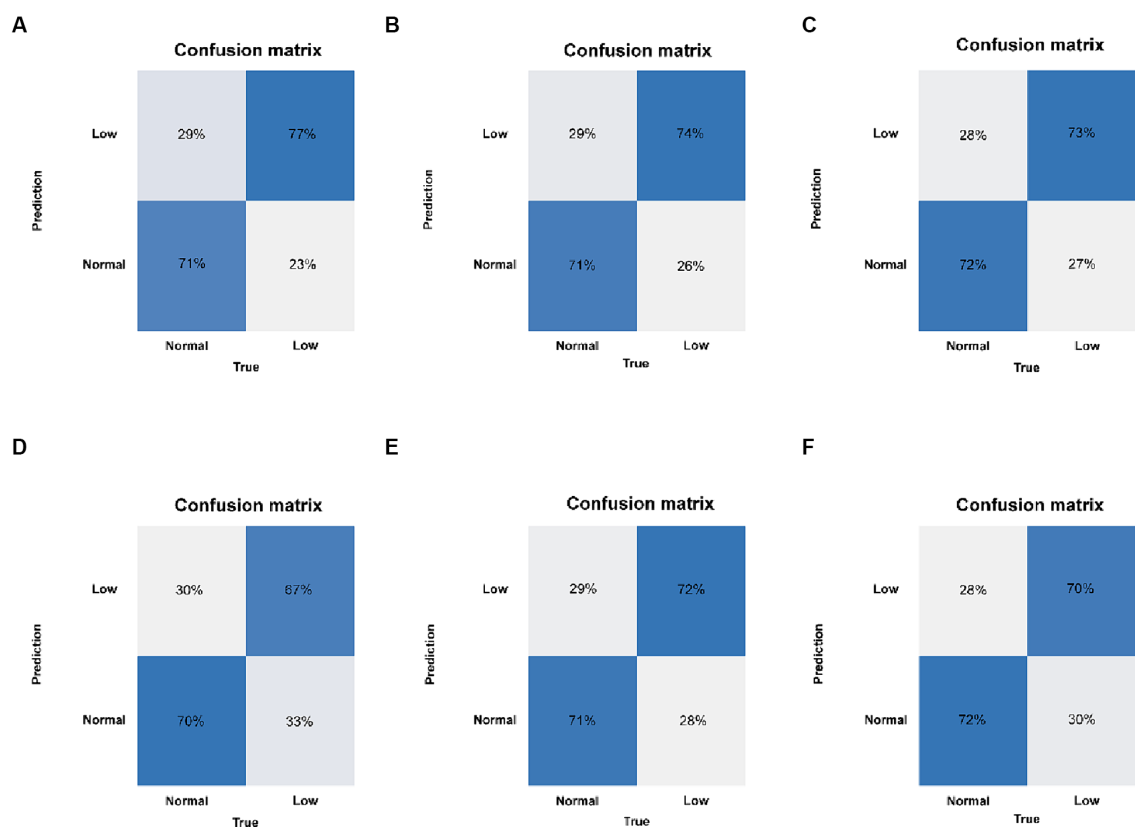 A
Confusion matrix
Prediction
Low
29%
77%
Normal
71%
23%
Normal
Low
True
B
Confusion matrix
Prediction
Low
29%
74%
Normal
71%
26%
Normal
Low
True
C
Confusion matrix
Prediction
Low
28%
73%
Normal
72%
27%
Normal
Low
True
D
Confusion matrix
Prediction
Low
30%
67%
Normal
70%
33%
Normal
Low
True
E
Confusion matrix
Prediction
Low
29%
72%
Normal
71%
28%
Normal
Low
True
F
Confusion matrix
Prediction
Low
28%
70%
Normal
72%
30%
Normal
Low
True